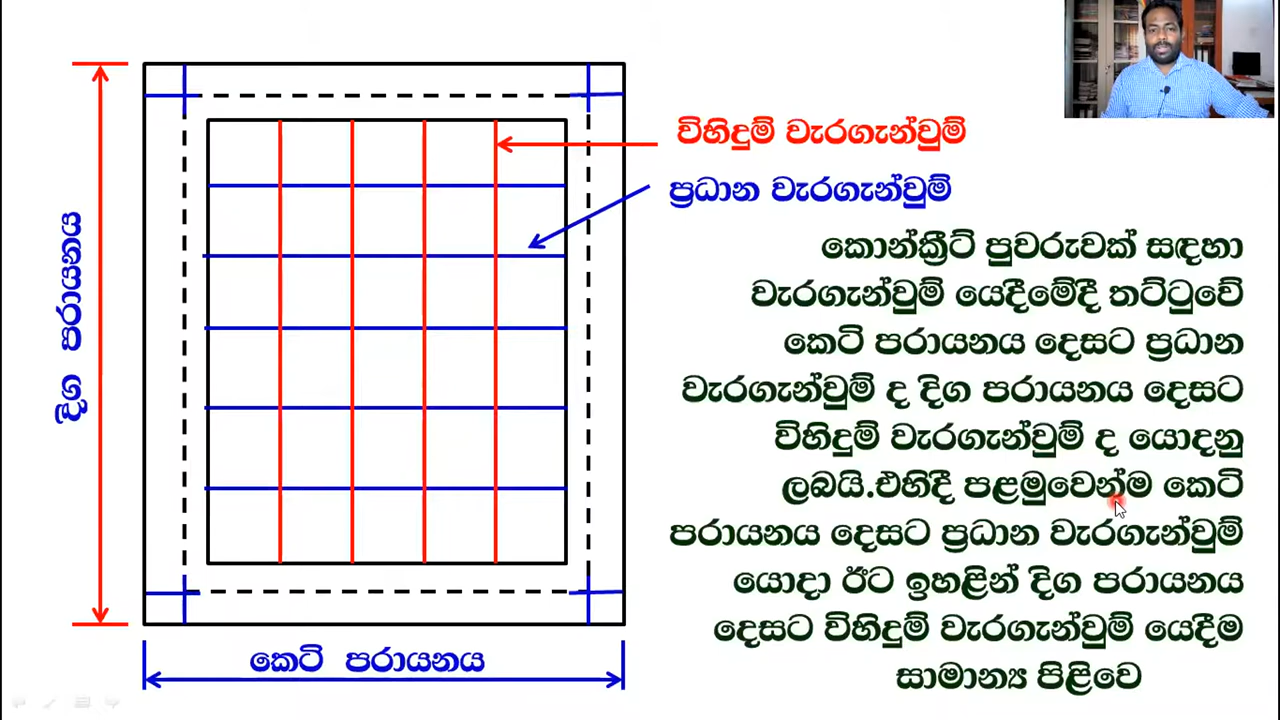 විහිදුම් වැරගැන්වුම්
ප්‍රධාන වැරගැන්වුම්
දිග පරායනය
කොන්ක්‍රීට් පුවරුවක් සඳහා
වැරගැන්වුම් යෙදීමේදී තට්ටුවේ
කෙටි පරායනය දෙසට ප්‍රධාන
වැරගැන්වුම් ද දිග පරායනය දෙසට
විහිදුම් වැරගැන්වුම් ද යොදනු
ලබයි.එහිදී පළමුවෙන්ම කෙටි
පරායනය දෙසට ප්‍රධාන වැරගැන්වුම්
යොදා ඊට ඉහළින් දිග පරායනය
දෙසට විහිදුම් වැරගැන්වුම් යෙදීම
සාමාන්‍ය පිළිවෙ
කෙටි පරායනය